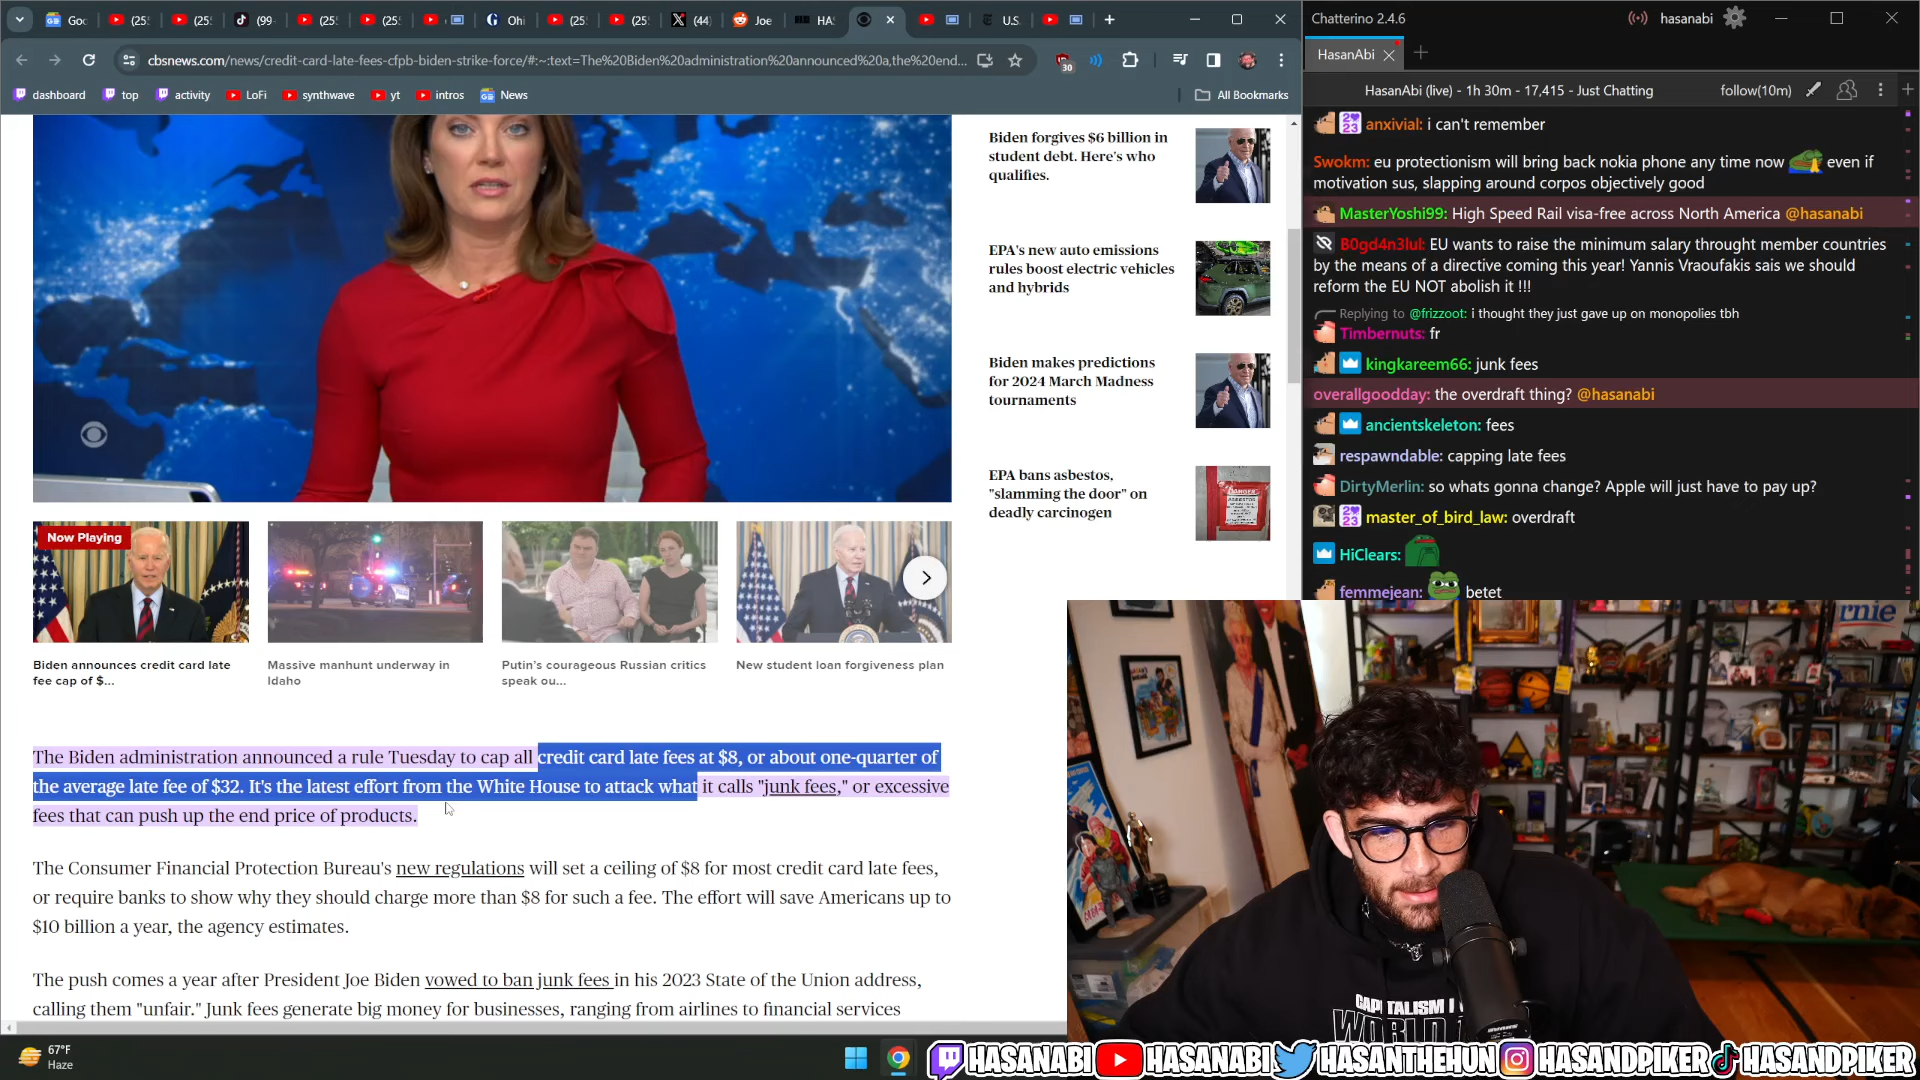 Goo
(25
(25
(99-
(25
(25
Ohi
(25
(25
(44)
Joe
HAS
U.S
cbsnews.com/news/credit-card-late-fees-cfpb-biden-strike-force/#:~:text=The%20Biden%20administration%20announced%20a,the%20end...
30
dashboard
top
activity
LoFi
synthwave
yt
intros
News
All Bookmarks
Now Playing
Biden announces credit card late
fee cap of $...
Massive manhunt underway in
Idaho
Putin's courageous Russian critics
speak ou...
New student loan forgiveness plan
Biden forgives $6 billion in
student debt. Here's who
qualifies.
EPA's new auto emissions
rules boost electric vehicles
and hybrids
Biden makes predictions
for 2024 March Madness
tournaments
EPA bans asbestos,
"slamming the door" on
deadly carcinogen
DANGER
The Biden administration announced a rule Tuesday to cap all credit card late fees at $8, or about one-quarter of
the average late fee of $32. It's the latest effort from the White House to attack what it calls "junk fees," or excessive
fees that can push up the end price of products.
The Consumer Financial Protection Bureau's new regulations will set a ceiling of $8 for most credit card late fees,
or require banks to show why they should charge more than $8 for such a fee. The effort will save Americans up to
$10 billion a year, the agency estimates.
The push comes a year after President Joe Biden vowed to ban junk fees in his 2023 State of the Union address,
calling them "unfair." Junk fees generate big money for businesses, ranging from airlines to financial services
Chatterino 2.4.6
hasanabi
HasanAbi
HasanAbi (live) - 1h 30m - 17,415 - Just Chatting
follow(10m)
anxivial: i can't remember
Swokm: eu protectionism will bring back nokia phone any time now even if
motivation sus, slapping around corpos objectively good
MasterYoshi99: High Speed Rail visa-free across North America @hasanabi
B0gd4n3lul: EU wants to raise the minimum salary throught member countries
by the means of a directive coming this year! Yannis Vraoufakis sais we should
reform the EU NOT abolish it !!!
Replying to @frizzoot: i thought they just gave up on monopolies tbh
Timbernuts: fr
kingkareem66: junk fees
overallgoodday: the overdraft thing? @hasanabi
ancientskeleton: fees
respawndable: capping late fees
DirtyMerlin: so whats gonna change? Apple will just have to pay up?
master_of_bird_law: overdraft
HiClears:
femmejean: betet
rnie
CAPITALISM
WORLD
67°F
Haze
HASANABI
HASANABI
HASANTHEHUN
HASANDPIKER
HASANDPIKER